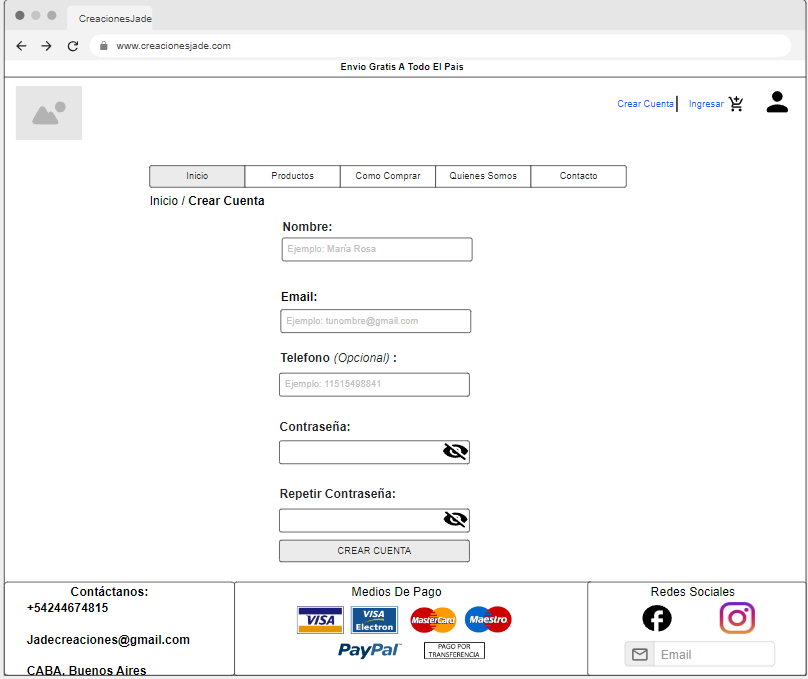 CreacionesJade
www.creacionesjade.com
Envio Gratis A Todo El Pais
Crear Cuenta
Ingresar
Inicio
Productos
Como Comprar
Quienes Somos
Contacto
Inicio / Crear Cuenta
Nombre:
Ejemplo: María Rosa
Email:
Ejemplo: tunombre@gmail.com
Telefono (Opcional) :
Ejemplo: 11515498841
Contraseña:
Repetir Contraseña:
CREAR CUENTA
Contáctanos:
+54244674815
Jadecreaciones@gmail.com
CABA, Buenos Aires
Medios De Pago
VISA
VISA
Electron
MasterCard
Maestro
PayPal
PAGO POR
TRANSFERENCIA
Redes Sociales
Email